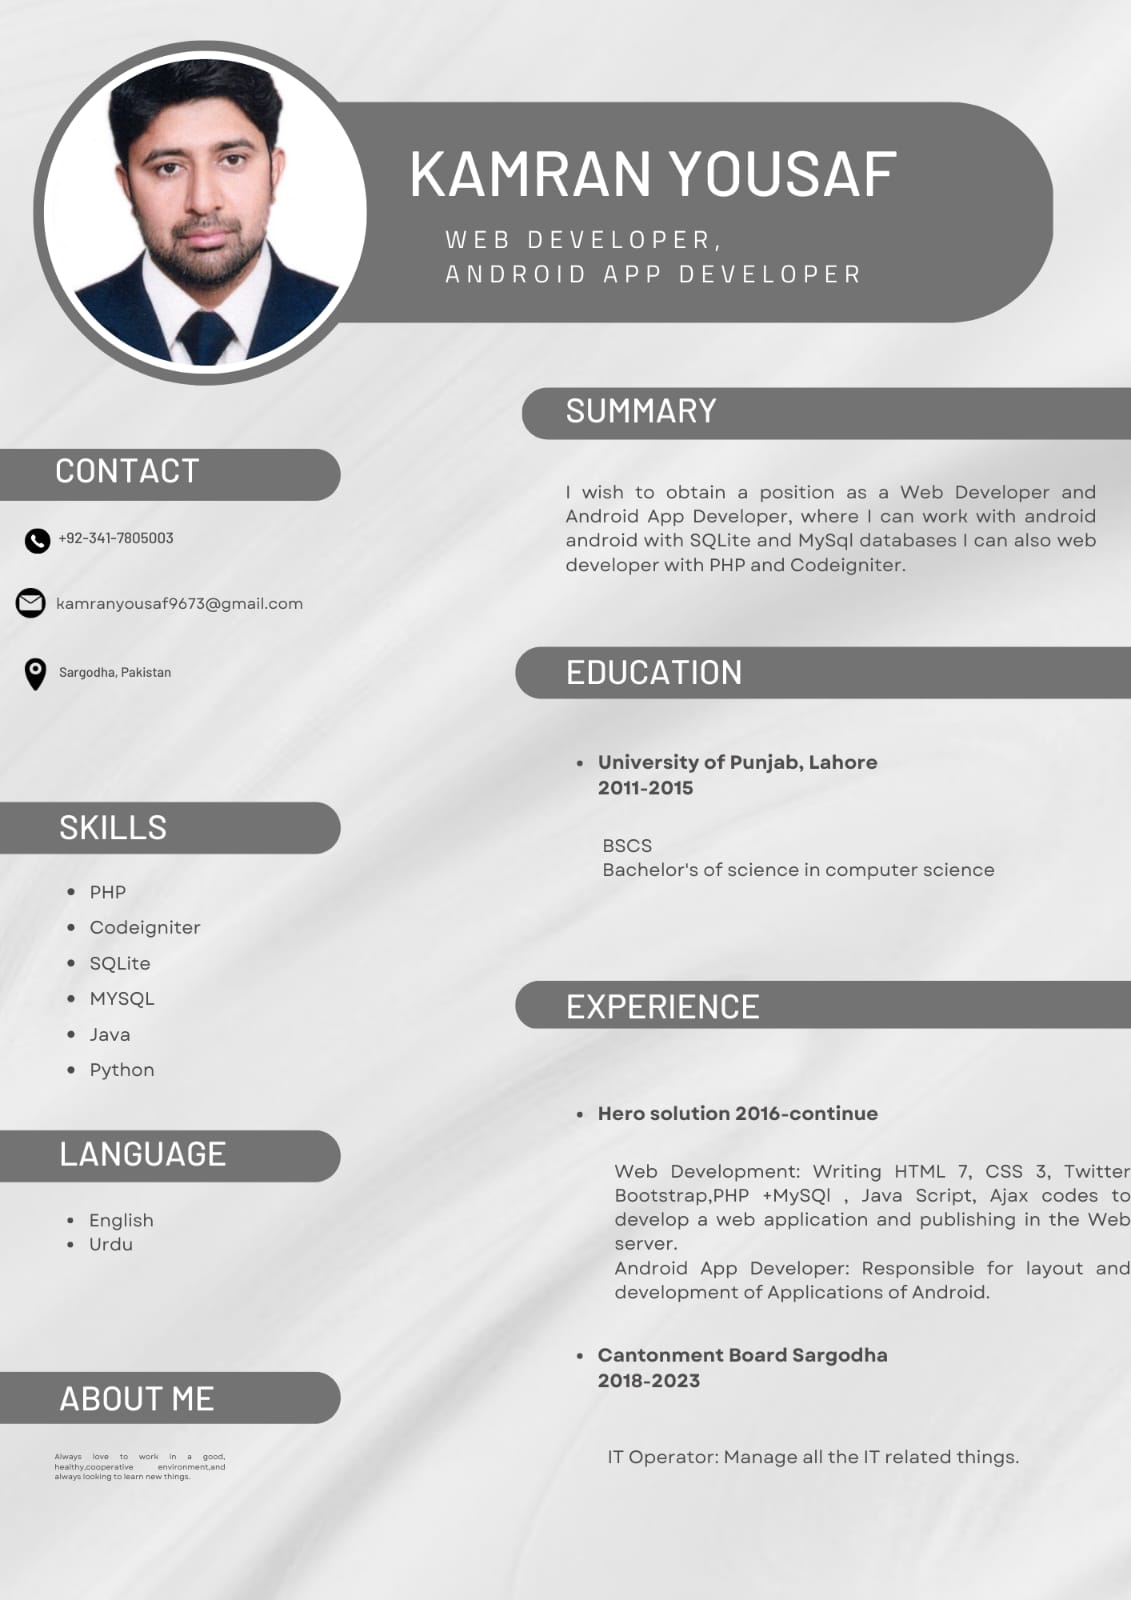 KAMRAN YOUSAF
WEB DEVELOPER,
ANDROID APP DEVELOPER
CONTACT
+92-341-7805003
kamranyousaf9673@gmail.com
Sargodha, Pakistan
SKILLS
• PHP
• Codeigniter
• SQLite
• MYSQL
• Java
• Python
LANGUAGE
• English
• Urdu
ABOUT ME
Always love to work in a good,
healthy,cooperative environment,and
always looking to learn new things.
SUMMARY
I wish to obtain a position as a Web Developer and
Android App Developer, where I can work with android
android with SQLite and MySql databases I can also web
developer with PHP and Codeigniter.
EDUCATION
• University of Punjab, Lahore
2011-2015
BSCS
Bachelor's of science in computer science
EXPERIENCE
• Hero solution 2016-continue
Web Development: Writing HTML 7, CSS 3, Twitter
Bootstrap,PHP +MySQl , Java Script, Ajax codes to
develop a web application and publishing in the Web
server.
Android App Developer: Responsible for layout and
development of Applications of Android.
• Cantonment Board Sargodha
2018-2023
IT Operator: Manage all the IT related things.